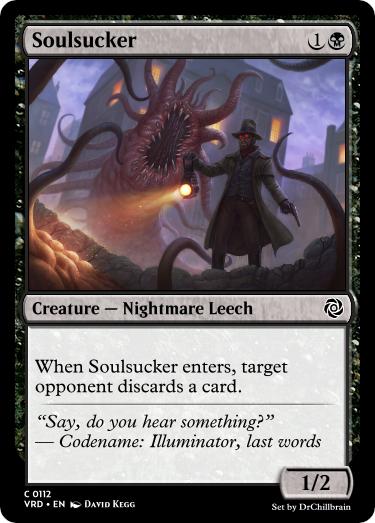 Soulsucker 1
Creature — Nightmare Leech
When Soulsucker enters, target
opponent discards a card.
“Say, do you hear something?”
— Codename: Illuminator, last words
1/2
C 0112
VRD • EN David Kegg
Set by DrChillbrain